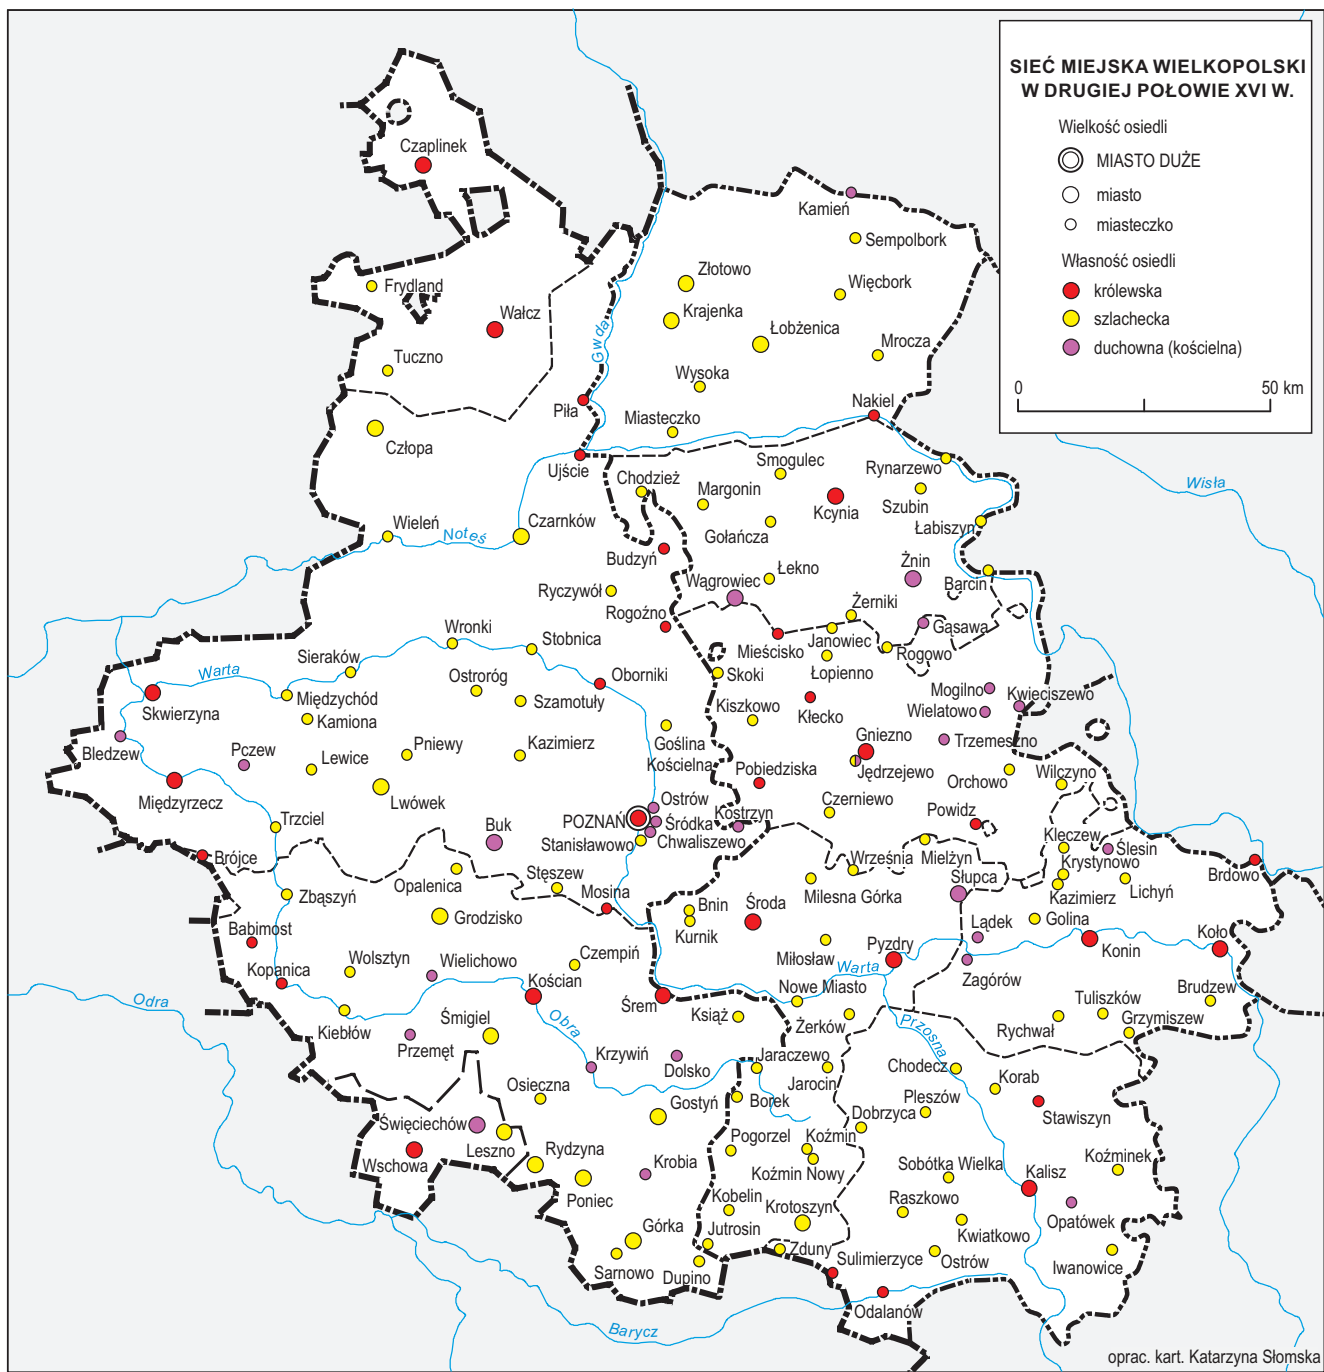 SIEĆ MIEJSKA WIELKOPOLSKI
W DRUGIEJ POŁOWIE XVI W.
Wielkość osiedli
MIASTO DUŻE
miasto
miasteczko
Własność osiedli
królewska
szlachecka
duchowna (kościelna)
0 50 km
Czaplinek
Kamień
Sempolbork
Frydland
Złotowo
Więcbork
Wałcz
Krajenka
Łobżenica
Gwda
Tuczno
Mrocza
Wysoka
Piła
Miasteczko
Nakiel
Człopa
Ujście
Smogulec
Rynarzewo
Chodzież
Margonin
Kcynia
Szubin
Wisła
Gołańcza
Łabiszyn
Wieleń
Noteś
Czarnków
Budzyń
Łekno
Żnin
Barcin
Wągrowiec
Ryczywół
Rogoźno
Żerniki
Gąsawa
Wronki
Stobnica
Mieścisko
Janowiec
Rogowo
Sieraków
Łopienno
Warta
Ostroróg
Oborniki
Skoki
Mogilno
Kwieciszewo
Międzychód
Szamotuły
Skwierzyna
Kamiona
Kiszkowo
Kłecko
Wielatowo
Bledzew
Pczew
Lewice
Pniewy
Kazimierz
Goślina
Kościelna
Gniezno
Trzemeszno
Jędrzejewo
Orchowo
Wilczyno
Międzyrzecz
Lwówek
Pobiedziska
Ostrów
Czerniewo
Powidz
Trzciel
Buk
POZNAŃ
Śródka
Kostrzyn
Stanisławowo
Chwaliszewo
Kleczew
Ślesin
Brójce
Września
Mielżyn
Krystynowo
Brdowo
Opalenica
Stęszew
Słupca
Zbąszyń
Mosina
Milesna Górka
Kazimierz
Lichyń
Grodzisko
Bnin
Środa
Golina
Babimost
Kurnik
Lądek
Koło
Czempiń
Miłosław
Pyzdry
Konin
Kopanica
Wolsztyn
Wielichowo
Warta
Zagórów
Odra
Kościan
Nowe Miasto
Brudzew
Kiebłów
Śmigiel
Obra
Śrem
Książ
Żerków
Przosna
Tuliszków
Rychwał
Grzymiszew
Przemęt
Krzywiń
Dolsko
Jaraczewo
Chodecz
Osieczna
Jarocin
Korab
Borek
Pleszów
Stawiszyn
Święciechów
Gostyń
Dobrzyca
Leszno
Pogorzel
Koźmin
Wschowa
Rydzyna
Koźmin Nowy
Sobótka Wielka
Koźminek
Krobia
Kalisz
Poniec
Kobelin
Raszkowo
Krotoszyn
Opatówek
Górka
Jutrosin
Kwiatkowo
Zduny
Sulimierzyce
Ostrów
Iwanowice
Sarnowo
Dupino
Odalanów
Barycz
oprac. kart. Katarzyna Słomska